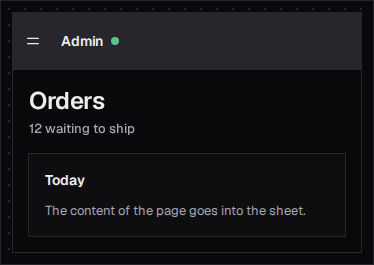 Admin
Orders
12 waiting to ship
Today
The content of the page goes into the sheet.